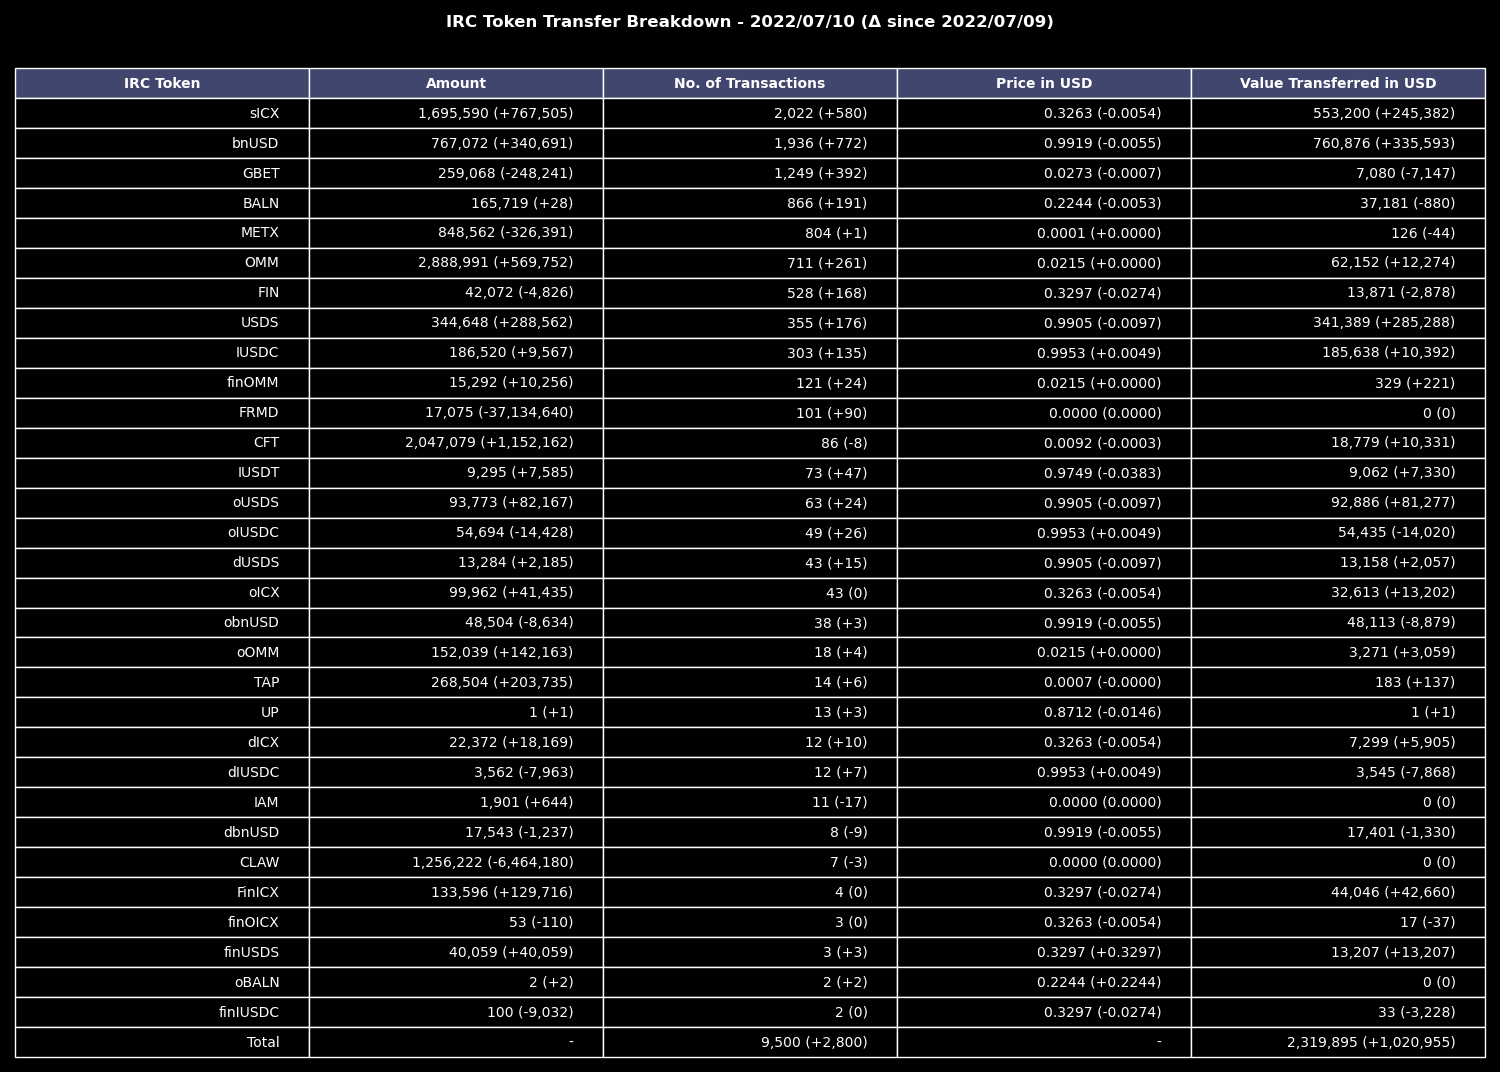 IRC Token Transfer Breakdown - 2022/07/10 (Δ since 2022/07/09)
IRC Token Amount No. of Transactions Price in USD Value Transferred in USD
sICX 1,695,590 (+767,505) 2,022 (+580) 0.3263 (-0.0054) 553,200 (+245,382)
bnUSD 767,072 (+340,691) 1,936 (+772) 0.9919 (-0.0055) 760,876 (+335,593)
GBET 259,068 (-248,241) 1,249 (+392) 0.0273 (-0.0007) 7,080 (-7,147)
BALN 165,719 (+28) 866 (+191) 0.2244 (-0.0053) 37,181 (-880)
METX 848,562 (-326,391) 804 (+1) 0.0001 (+0.0000) 126 (-44)
OMM 2,888,991 (+569,752) 711 (+261) 0.0215 (+0.0000) 62,152 (+12,274)
FIN 42,072 (-4,826) 528 (+168) 0.3297 (-0.0274) 13,871 (-2,878)
USDS 344,648 (+288,562) 355 (+176) 0.9905 (-0.0097) 341,389 (+285,288)
IUSDC 186,520 (+9,567) 303 (+135) 0.9953 (+0.0049) 185,638 (+10,392)
finOMM 15,292 (+10,256) 121 (+24) 0.0215 (+0.0000) 329 (+221)
FRMD 17,075 (-37,134,640) 101 (+90) 0.0000 (0.0000) 0 (0)
CFT 2,047,079 (+1,152,162) 86 (-8) 0.0092 (-0.0003) 18,779 (+10,331)
IUSDT 9,295 (+7,585) 73 (+47) 0.9749 (-0.0383) 9,062 (+7,330)
oUSDS 93,773 (+82,167) 63 (+24) 0.9905 (-0.0097) 92,886 (+81,277)
oIUSDC 54,694 (-14,428) 49 (+26) 0.9953 (+0.0049) 54,435 (-14,020)
dUSDS 13,284 (+2,185) 43 (+15) 0.9905 (-0.0097) 13,158 (+2,057)
oICX 99,962 (+41,435) 43 (0) 0.3263 (-0.0054) 32,613 (+13,202)
obnUSD 48,504 (-8,634) 38 (+3) 0.9919 (-0.0055) 48,113 (-8,879)
oOMM 152,039 (+142,163) 18 (+4) 0.0215 (+0.0000) 3,271 (+3,059)
TAP 268,504 (+203,735) 14 (+6) 0.0007 (-0.0000) 183 (+137)
UP 1 (+1) 13 (+3) 0.8712 (-0.0146) 1 (+1)
dICX 22,372 (+18,169) 12 (+10) 0.3263 (-0.0054) 7,299 (+5,905)
dIUSDC 3,562 (-7,963) 12 (+7) 0.9953 (+0.0049) 3,545 (-7,868)
IAM 1,901 (+644) 11 (-17) 0.0000 (0.0000) 0 (0)
dbnUSD 17,543 (-1,237) 8 (-9) 0.9919 (-0.0055) 17,401 (-1,330)
CLAW 1,256,222 (-6,464,180) 7 (-3) 0.0000 (0.0000) 0 (0)
FinICX 133,596 (+129,716) 4 (0) 0.3297 (-0.0274) 44,046 (+42,660)
finOICX 53 (-110) 3 (0) 0.3263 (-0.0054) 17 (-37)
finUSDS 40,059 (+40,059) 3 (+3) 0.3297 (+0.3297) 13,207 (+13,207)
oBALN 2 (+2) 2 (+2) 0.2244 (+0.2244) 0 (0)
finIUSDC 100 (-9,032) 2 (0) 0.3297 (-0.0274) 33 (-3,228)
Total - 9,500 (+2,800) - 2,319,895 (+1,020,955)